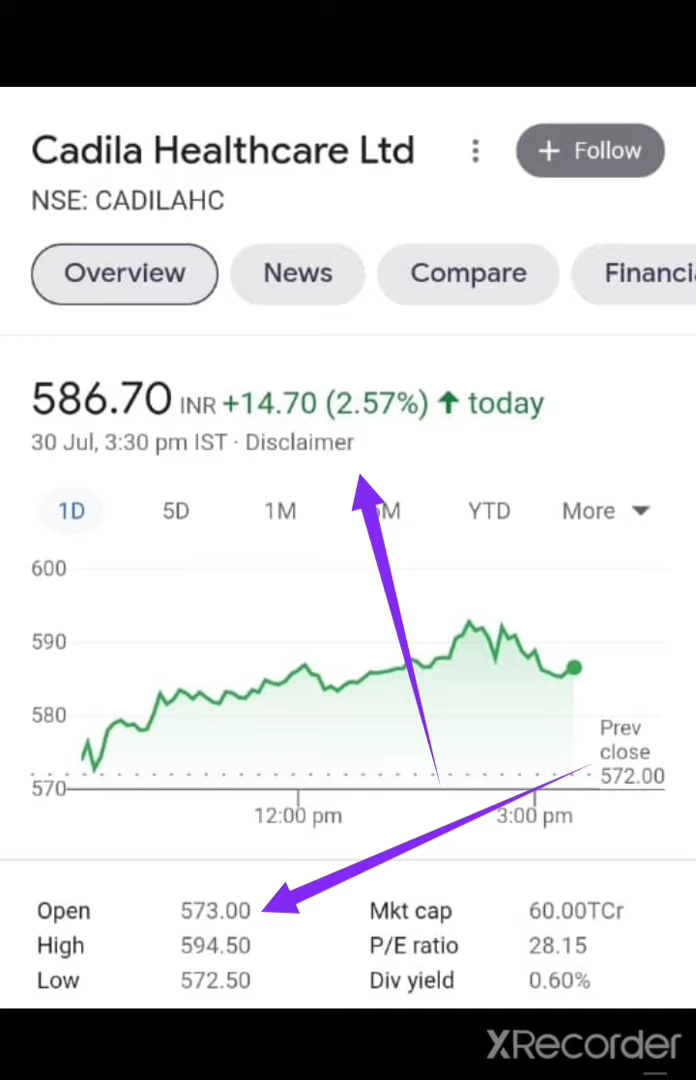 Cadila Healthcare Ltd
+ Follow
NSE: CADILAHC
Overview News Compare Financi
586.70 INR +14.70 (2.57%) ↑ today
30 Jul, 3:30 pm IST · Disclaimer
1D 5D 1M YTD More
600
590
580
Prev
close
572.00
570
12:00 pm 3:00 pm
Open 573.00 Mkt cap 60.00TCr
High 594.50 P/E ratio 28.15
Low 572.50 Div yield 0.60%
XRecorder